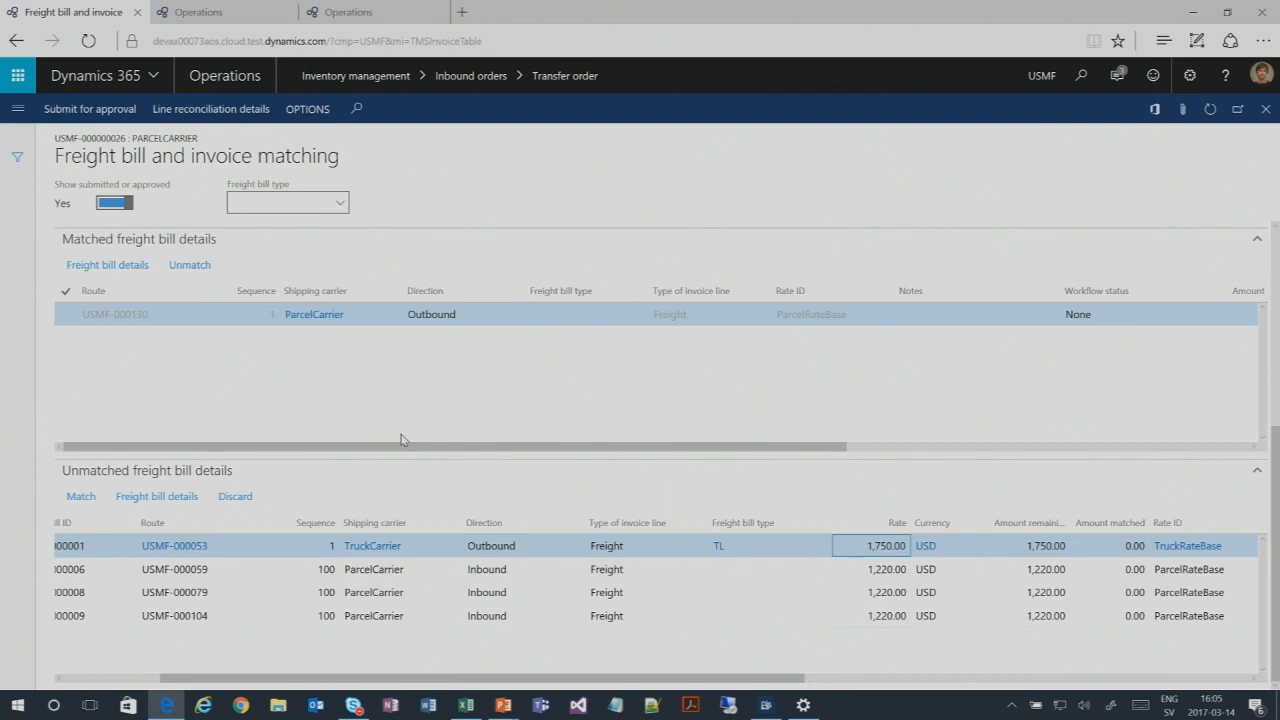 Freight bill and invoice
Operations
Operations
devax00073aos.cloud.test.dynamics.com/?cmp=USMF&mi=TMSInvoiceTable
Dynamics 365
Operations
Inventory management > Inbound orders > Transfer order
USMF
Submit for approval
Line reconciliation details
OPTIONS
USMF-000000026 : PARCELCARRIER
Freight bill and invoice matching
Show submitted or approved
Freight bill type
Yes
Matched freight bill details
Freight bill details Unmatch
Route Sequence Shipping carrier Direction Freight bill type Type of invoice line Rate ID Notes Workflow status Amount
USMF-000130 1 ParcelCarrier Outbound Freight ParcelRateBase None
Unmatched freight bill details
Match Freight bill details Discard
ill ID Route Sequence Shipping carrier Direction Type of invoice line Freight bill type Rate Currency Amount remaini... Amount matched Rate ID
00001 USMF-000053 1 TruckCarrier Outbound Freight TL 1,750.00 USD 1,750.00 0.00 TruckRateBase
00006 USMF-000059 100 ParcelCarrier Inbound Freight 1,220.00 USD 1,220.00 0.00 ParcelRateBase
00008 USMF-000079 100 ParcelCarrier Inbound Freight 1,220.00 USD 1,220.00 0.00 ParcelRateBase
00009 USMF-000104 100 ParcelCarrier Inbound Freight 1,220.00 USD 1,220.00 0.00 ParcelRateBase
ENG 16:05
SV 2017-03-14